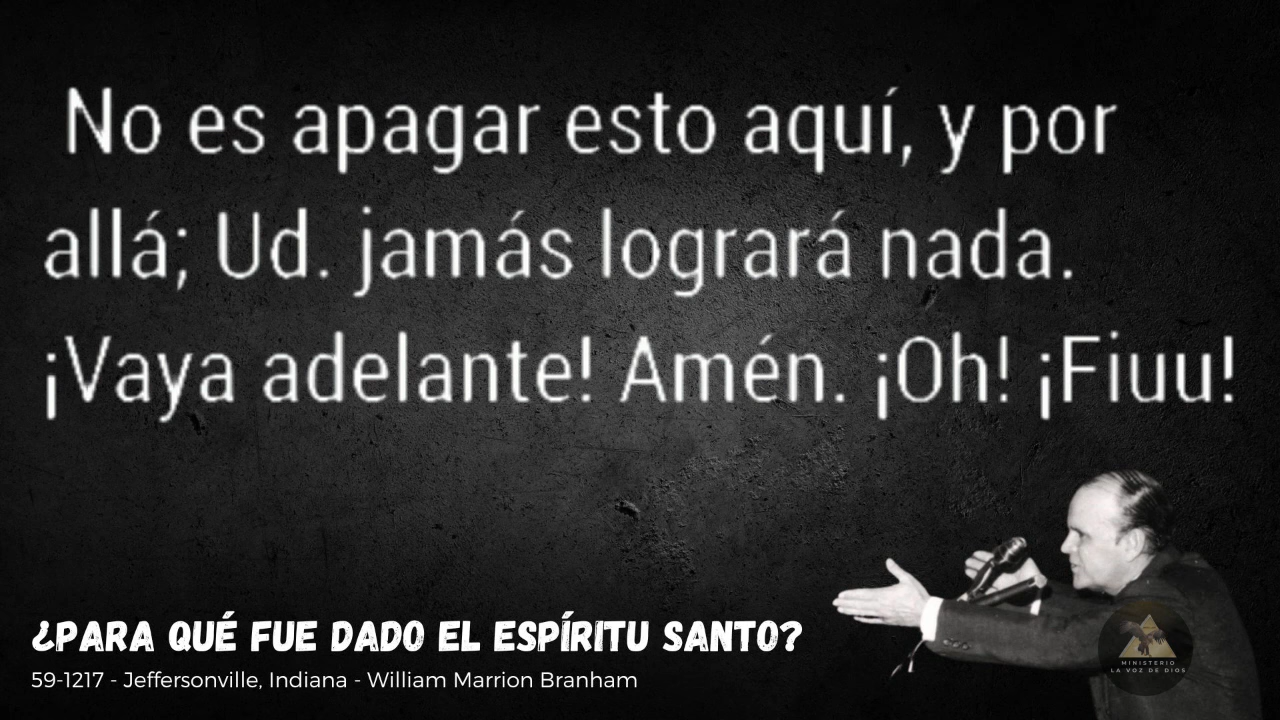 No es apagar esto aquí, y por
allá; Ud. jamás logrará nada.
¡Vaya adelante! Amén. ¡Oh! ¡Fiuu!
¿PARA QUÉ FUE DADO EL ESPÍRITU SANTO?
59-1217 - Jeffersonville, Indiana - William Marrion Branham
MINISTERIO
LA VOZ DE DIOS